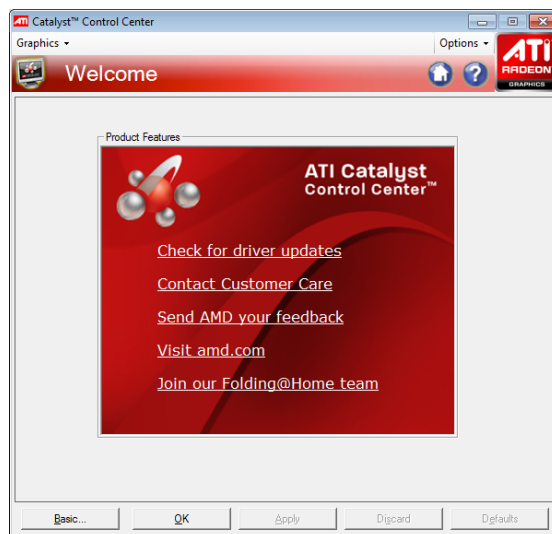 ATI Catalyst™ Control Center
Graphics Options
ATI
RADEON
GRAPHICS
Welcome
Product Features
ATI Catalyst
Control Center™
Check for driver updates
Contact Customer Care
Send AMD your feedback
Visit amd.com
Join our Folding@Home team
Basic... OK Apply Discard Defaults